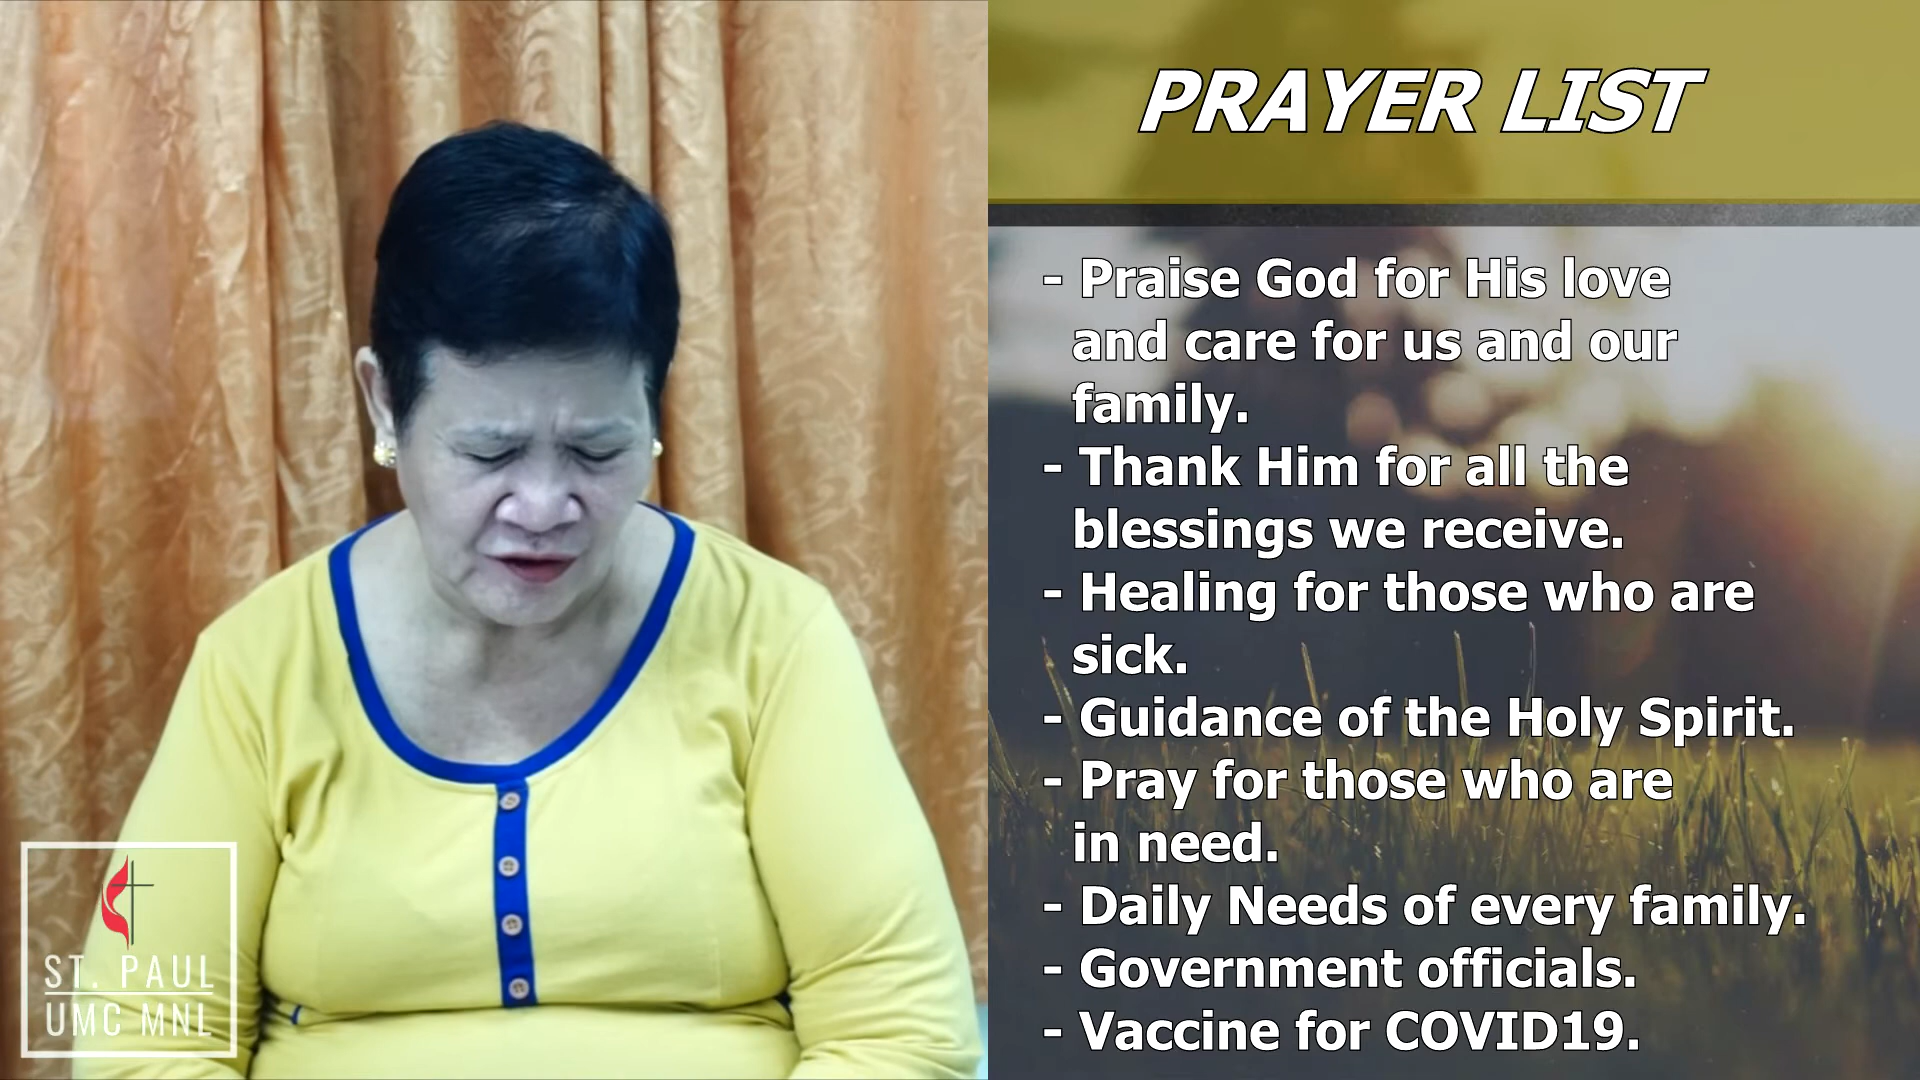 PRAYER LIST
- Praise God for His love
and care for us and our
family.
- Thank Him for all the
blessings we receive.
- Healing for those who are
sick.
- Guidance of the Holy Spirit.
- Pray for those who are
in need.
- Daily Needs of every family.
- Government officials.
- Vaccine for COVID19.
ST. PAUL
UMC MNL